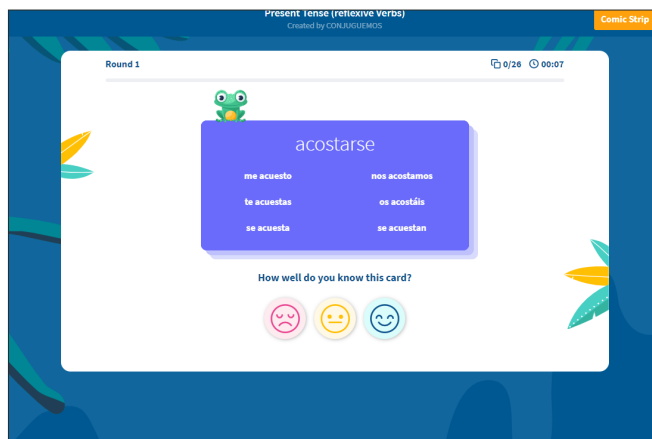 Present Tense (reflexive Verbs)
Created by CONJUGUEMOS
Comic Strip
Round 1
0/26 00:07
acostarse
me acuesto nos acostamos
te acuestas os acostáis
se acuesta se acuestan
How well do you know this card?